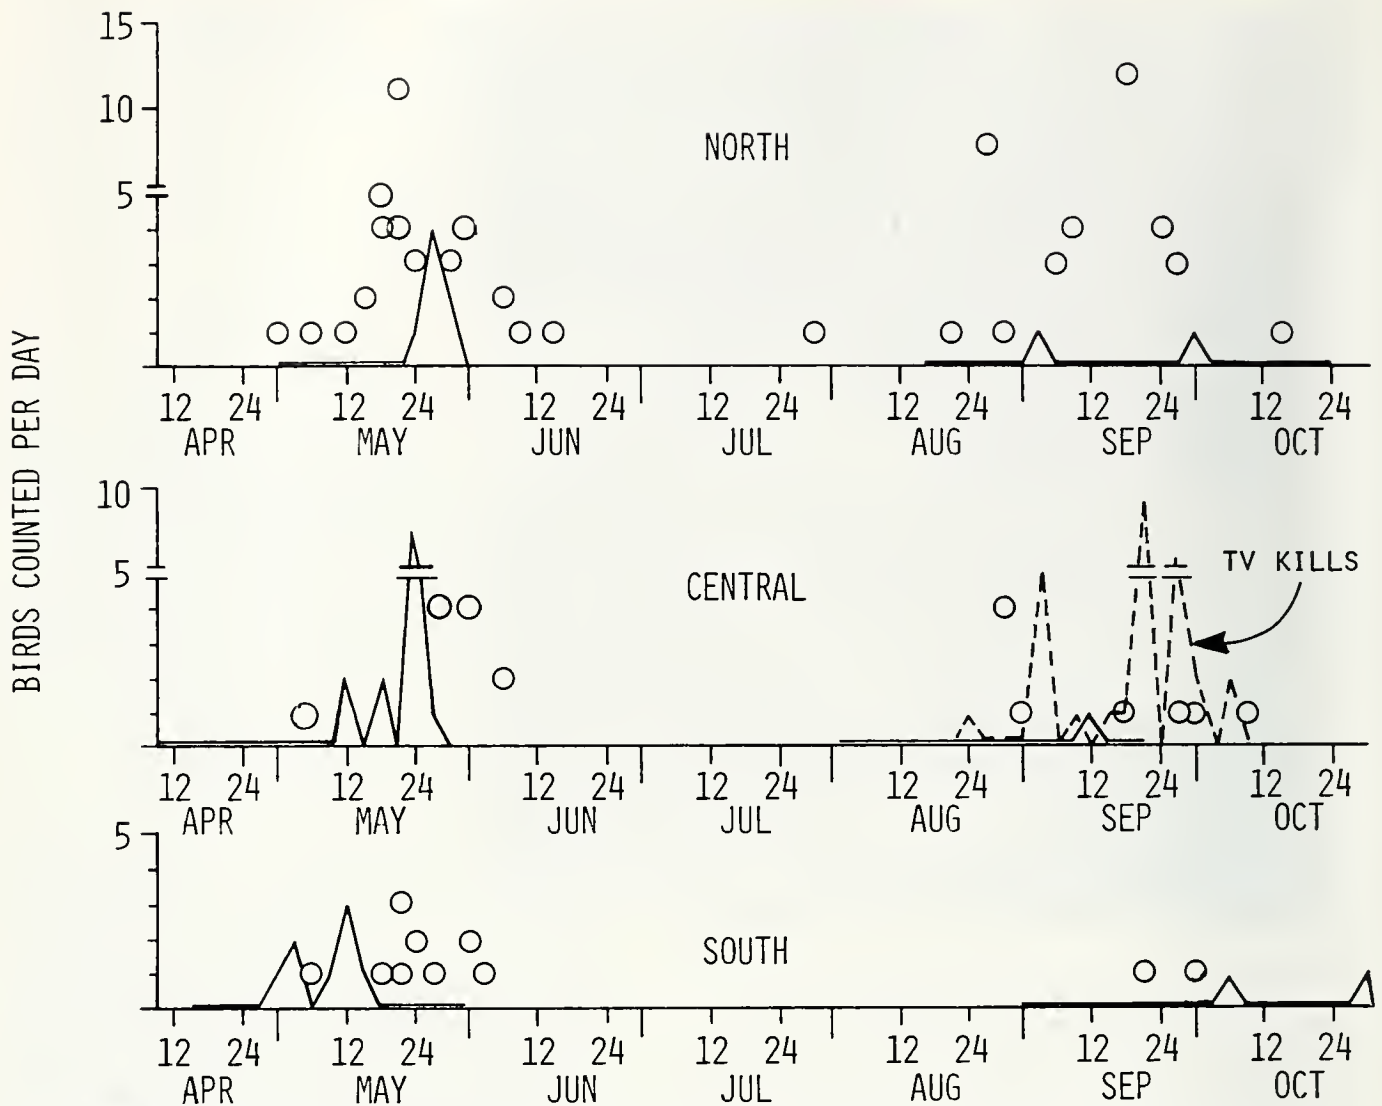 BIRDS COUNTED PER DAY
15
10
5
NORTH
12 24 12 24 12 24 12 24 12 24 12 24 12 24
APR MAY JUN JUL AUG SEP OCT
10
5
CENTRAL
TV KILLS
12 24 12 24 12 24 12 24 12 24 12 24 12 24
APR MAY JUN JUL AUG SEP OCT
5
SOUTH
12 24 12 24 12 24 12 24 12 24 12 24 12 24
APR MAY JUN JUL AUG SEP OCT